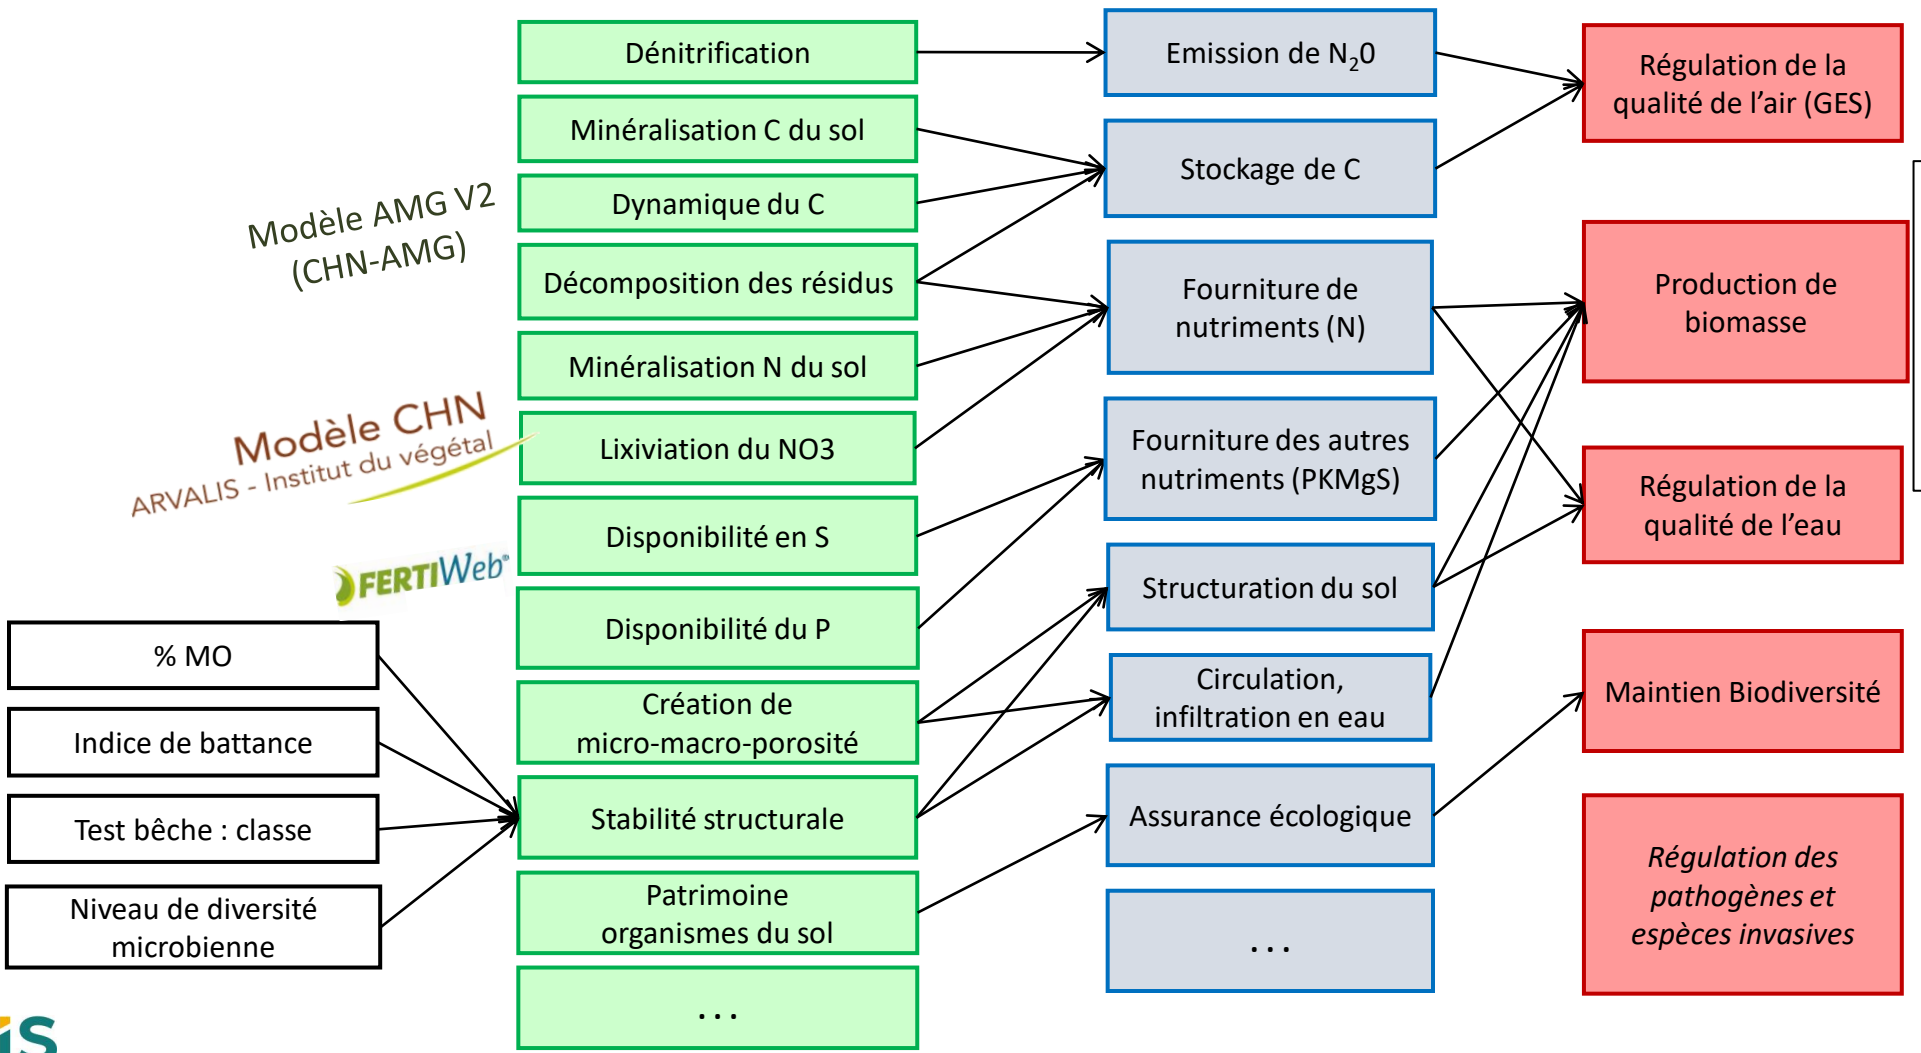 Dénitrification
Minéralisation C du sol
Dynamique du C
Décomposition des résidus
Minéralisation N du sol
Lixiviation du NO3
Disponibilité en S
Disponibilité du P
Création de
micro-macro-porosité
Stabilité structurale
Patrimoine
organismes du sol
...
Emission de N₂0
Stockage de C
Fourniture de
nutriments (N)
Fourniture des autres
nutriments (PKMgS)
Structuration du sol
Circulation,
infiltration en eau
Assurance écologique
...
Régulation de la
qualité de l’air (GES)
Production de
biomasse
Régulation de la
qualité de l’eau
Maintien Biodiversité
Régulation des
pathogènes et
espèces invasives
Modèle AMG V2
(CHN-AMG)
Modèle CHN
ARVALIS - Institut du végétal
FERTIWeb®
% MO
Indice de battance
Test bêche : classe
Niveau de diversité
microbienne